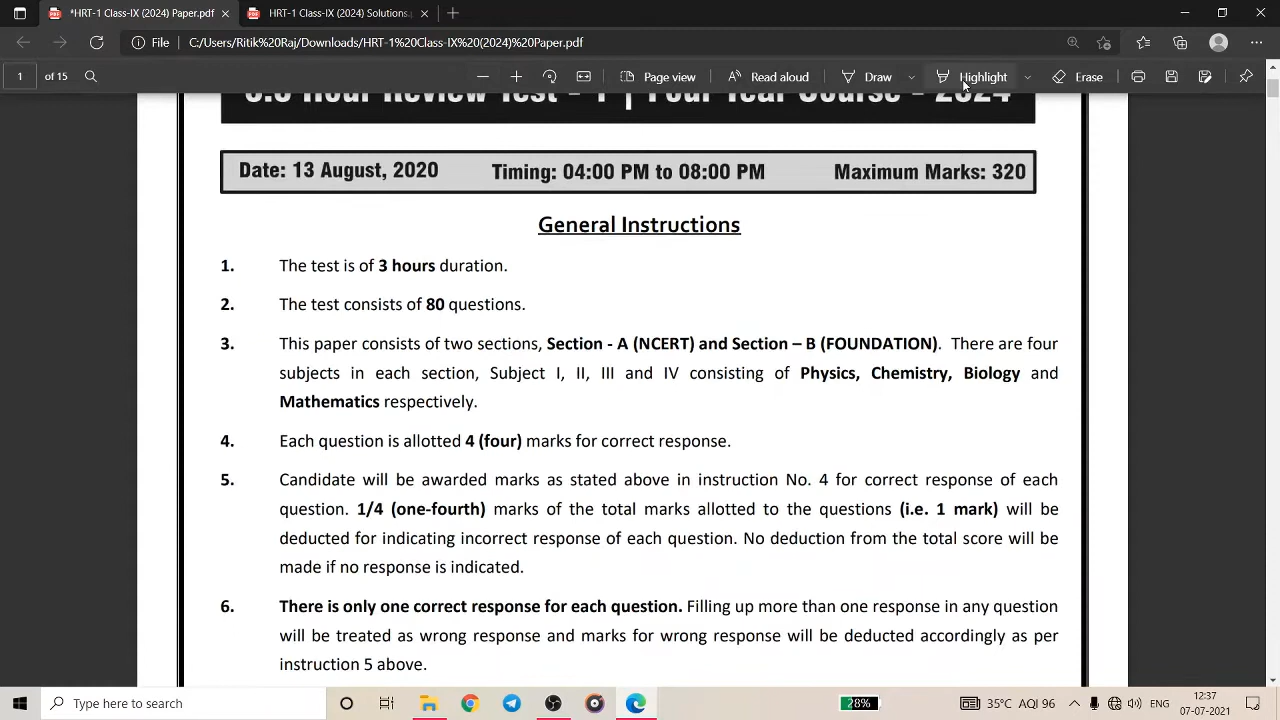 *HRT-1 Class-IX (2024) Paper.pdf
HRT-1 Class-IX (2024) Solutions
File
C:/Users/Ritik Raj/Downloads/HRT-1%20Class-IX%20(2024)%20Paper.pdf
1 of 15
Page view
Read aloud
Draw
Highlight
Erase
Hour Review Test - 1 | Four Year Course - 2024
Date: 13 August, 2020 Timing: 04:00 PM to 08:00 PM Maximum Marks: 320
General Instructions
1. The test is of 3 hours duration.
2. The test consists of 80 questions.
3. This paper consists of two sections, Section - A (NCERT) and Section – B (FOUNDATION). There are four
subjects in each section, Subject I, II, III and IV consisting of Physics, Chemistry, Biology and
Mathematics respectively.
4. Each question is allotted 4 (four) marks for correct response.
5. Candidate will be awarded marks as stated above in instruction No. 4 for correct response of each
question. 1/4 (one-fourth) marks of the total marks allotted to the questions (i.e. 1 mark) will be
deducted for indicating incorrect response of each question. No deduction from the total score will be
made if no response is indicated.
6. There is only one correct response for each question. Filling up more than one response in any question
will be treated as wrong response and marks for wrong response will be deducted accordingly as per
instruction 5 above.
Type here to search
28%
35°C AQI 96
ENG
12:37
07-07-2021